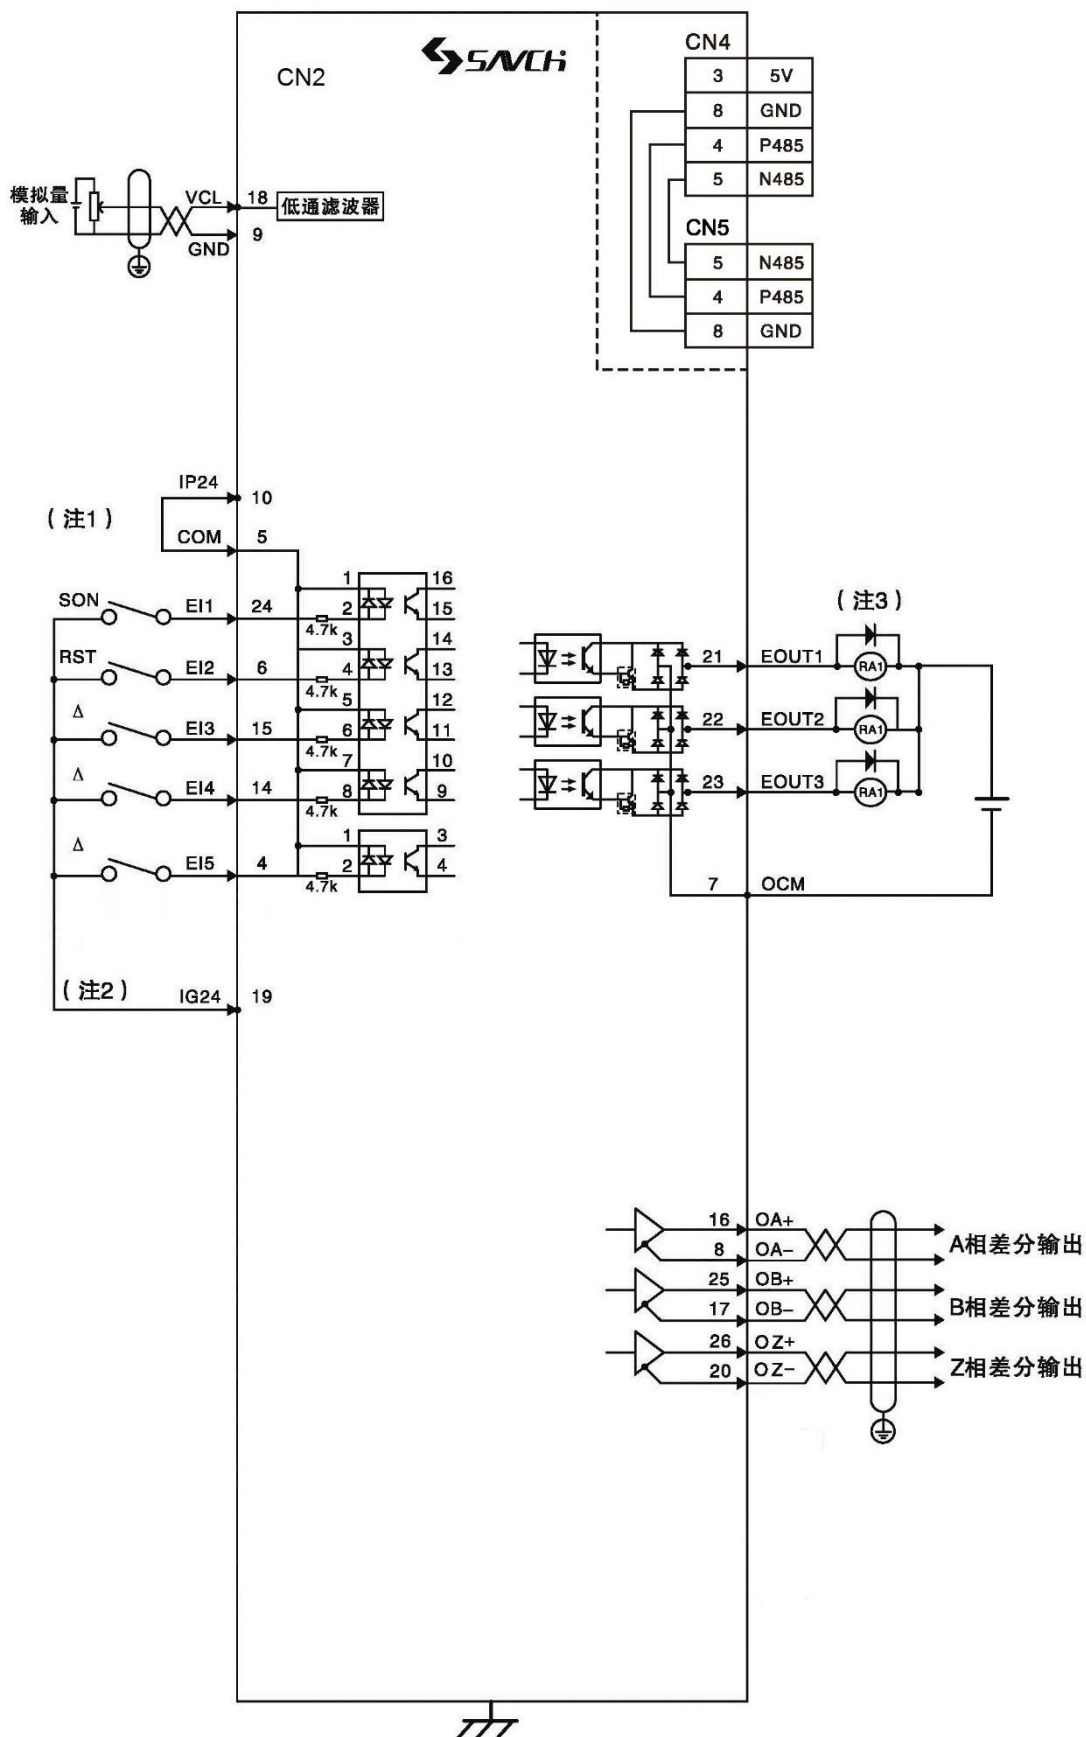 SAVCH
CN2
CN4
3 5V
8 GND
4 P485
5 N485
CN5
5 N485
4 P485
8 GND
模拟量
输入
VCL 18 低通滤波器
GND 9
IP24 10
(注1)
COM 5
SON EI1 24 4.7k 1 2 16 15
RST EI2 6 4.7k 3 4 14 13
Δ EI3 15 4.7k 5 6 12 11
Δ EI4 14 4.7k 7 8 10 9
Δ EI5 4 4.7k 1 2 3 4
(注2) IG24 19
(注3)
21 EOUT1 RA1
22 EOUT2 RA1
23 EOUT3 RA1
7 OCM
16 OA+
8 OA-
A相差分输出
25 OB+
17 OB-
B相差分输出
26 OZ+
20 OZ-
Z相差分输出